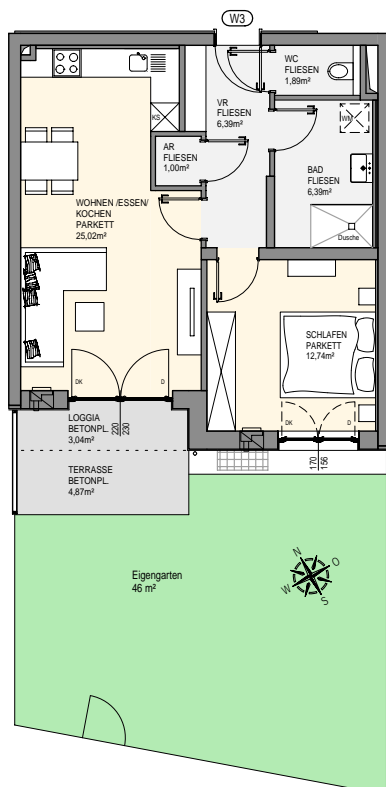 W3
WC
FLIESEN
1,89m²
VR
FLIESEN
6,39m²
KS
WM
AR
FLIESEN
1,00m²
BAD
FLIESEN
6,39m²
WOHNEN /ESSEN/
KOCHEN
PARKETT
25,02m²
Dusche
SCHLAFEN
PARKETT
12,74m²
DK
D
DK
D
LOGGIA
BETONPL.
3,04m²
220
230
TERRASSE
BETONPL.
4,87m²
170
156
Eigengarten
46 m²
N
O
W
S